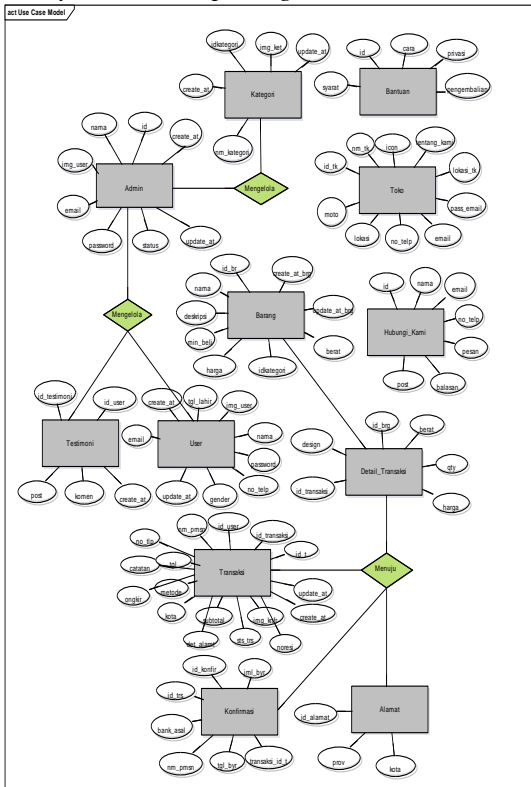 act Use Case Model
idkategori
img_ket
update_at
create_at
Kategori
nm_kategori
id
cara
privasi
syarat
Bantuan
pengembalian
nama
id
create_at
img_user
Admin
email
password
status
update_at
Mengelola
nm_tk
icon
tentang_kami
id_tk
lokasi_tk
Toko
moto
pass_email
lokasi
no_telp
email
Mengelola
id_br
create_at_brg
nama
update_at_brg
deskripsi
Barang
min_beli
berat
harga
idkategori
id
nama
email
no_telp
Hubungi_Kami
pesan
post
balasan
id_testimoni
id_user
Testimoni
post
komen
create_at
create_at
tgl_lahir
img_user
email
nama
User
password
no_telp
update_at
gender
id_brg
berat
design
qty
Detail_Transaksi
id_transaksi
harga
nm_pmsn
id_user
id_transaksi
no_tlp
id_t
catatan
tgl
Transaksi
ongkir
metode
update_at
kota
subtotal
create_at
det_alamt
sts_trs
noresi
Menuju
id_konfir
jml_byr
id_trs
bank_asal
Konfirmasi
nm_pmsn
tgl_byr
transaksi_id_t
id_alamat
Alamat
prov
kota